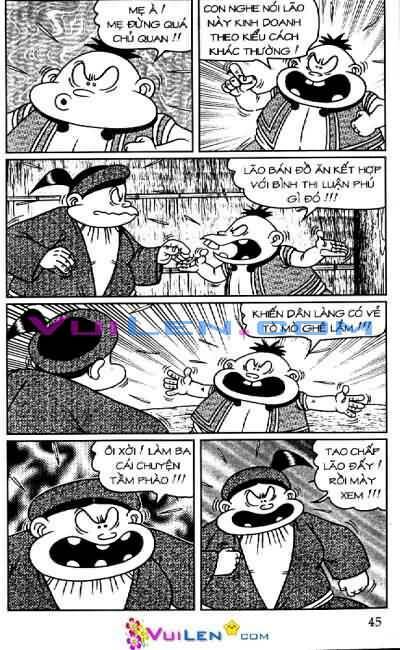 MẸ À !
MẸ ĐỪNG QUÁ
CHỦ QUAN !!
CON NGHE NÓI LÃO
NÀY KINH DOANH
THEO KIỂU CÁCH
KHÁC THƯỜNG !
LÃO BÁN ĐỒ ĂN KẾT HỢP
VỚI BÌNH THI LUẬN PHÚ
GÌ ĐÓ !!!
KHIẾN DÂN LÀNG CÓ VẺ
TÒ MÒ GHÊ LẮM !!!
VuiLen.com
ÔI XỜI ! LÀM BA
CÁI CHUYỆN
TẦM PHÀO !!!
TAO CHẤP
LÃO ĐẤY !
RỒI MÀY
XEM !!!
45
VuiLen.com